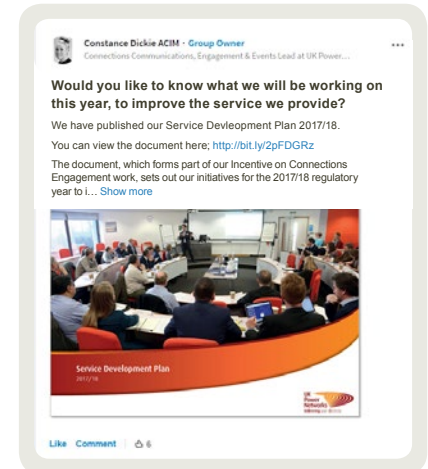 Constance Dickie ACIM · Group Owner
Connections Communications, Engagement & Events Lead at UK Power...
Would you like to know what we will be working on
this year, to improve the service we provide?
We have published our Service Devleopment Plan 2017/18.
You can view the document here; http://bit.ly/2pFDGRz
The document, which forms part of our Incentive on Connections
Engagement work, sets out our initiatives for the 2017/18 regulatory
year to i... Show more
Service Development Plan
2017/18
UK
Power
Networks
Like Comment 6